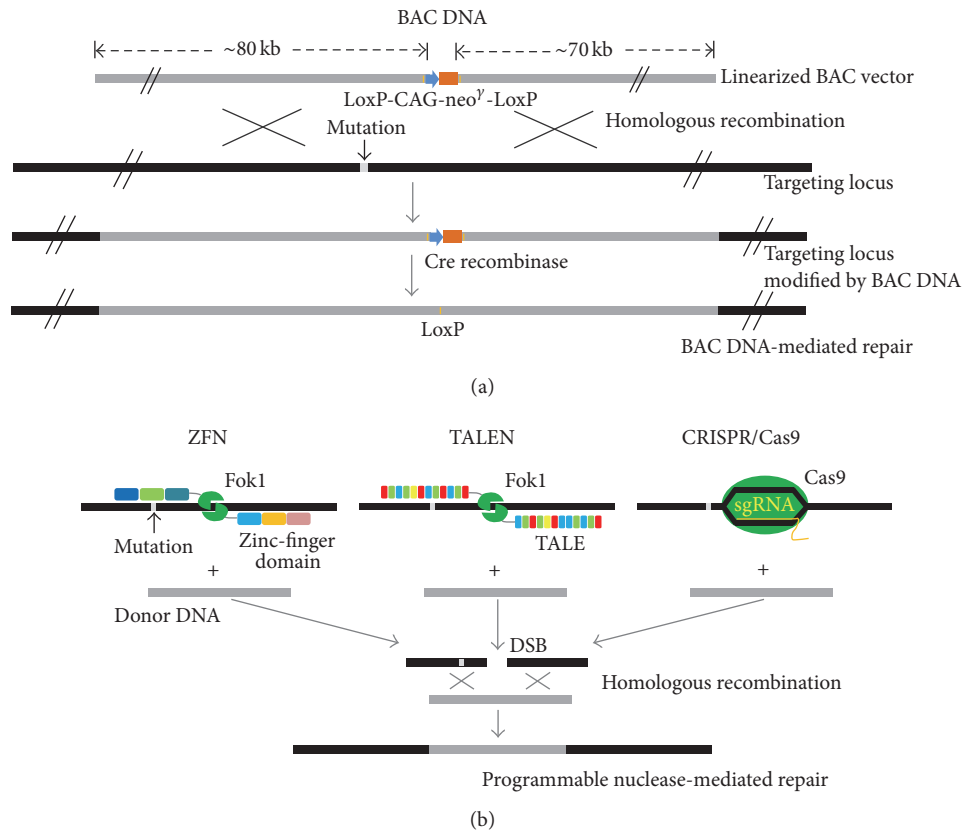 BAC DNA
~80 kb
~70 kb
Linearized BAC vector
LoxP-CAG-neoᵞ-LoxP
Mutation
Homologous recombination
Targeting locus
Cre recombinase
Targeting locus
modified by BAC DNA
LoxP
BAC DNA-mediated repair
(a)
ZFN
TALEN
CRISPR/Cas9
Fok1
Fok1
Cas9
sgRNA
Mutation
Zinc-finger
domain
TALE
+
+
+
Donor DNA
DSB
Homologous recombination
Programmable nuclease-mediated repair
(b)